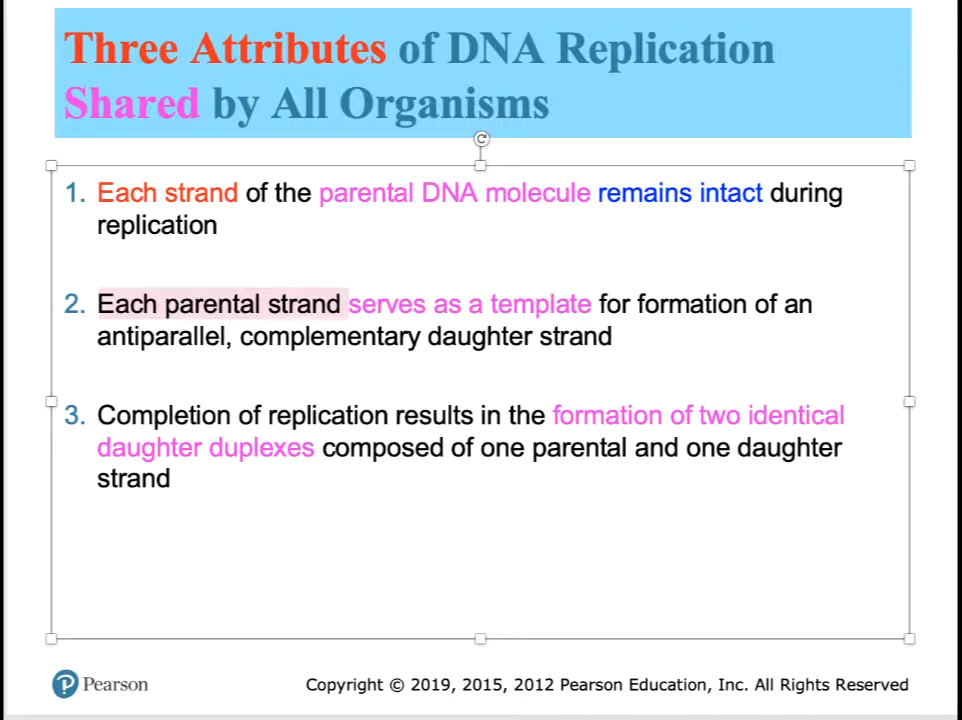 Three Attributes of DNA Replication
Shared by All Organisms
1. Each strand of the parental DNA molecule remains intact during
replication
2. Each parental strand serves as a template for formation of an
antiparallel, complementary daughter strand
3. Completion of replication results in the formation of two identical
daughter duplexes composed of one parental and one daughter
strand
P Pearson
Copyright © 2019, 2015, 2012 Pearson Education, Inc. All Rights Reserved